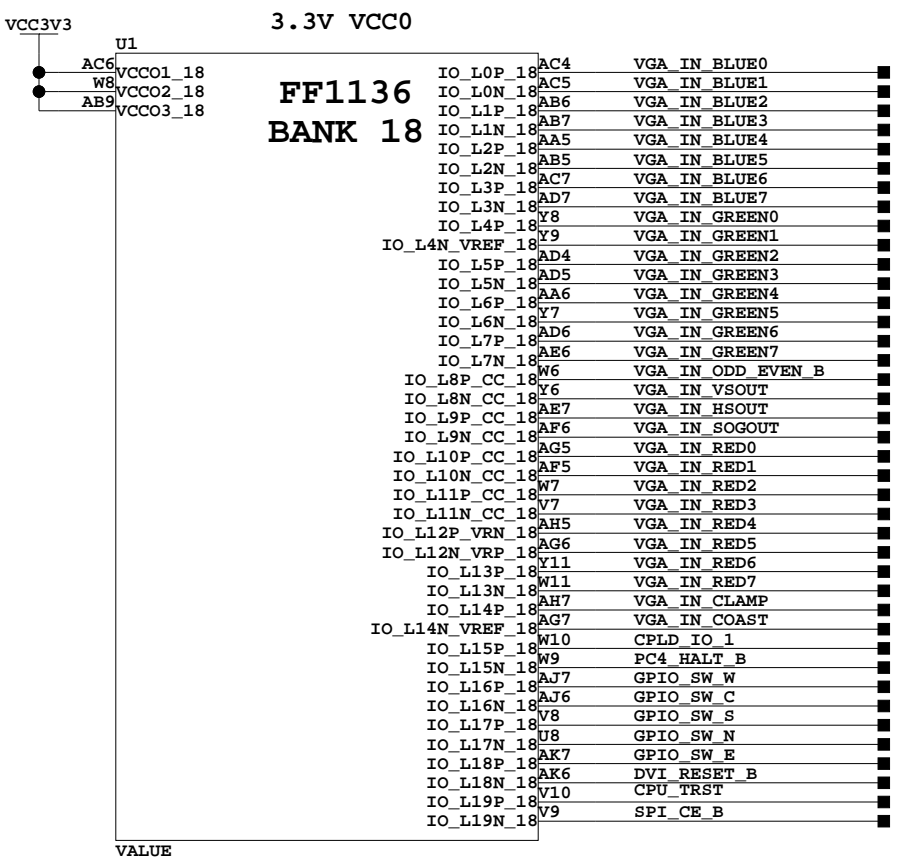 3.3V VCC0
VCC3V3
U1
FF1136
BANK 18
AC6 VCCO1_18
W8 VCCO2_18
AB9 VCCO3_18
IO_L0P_18 AC4 VGA_IN_BLUE0
IO_L0N_18 AC5 VGA_IN_BLUE1
IO_L1P_18 AB6 VGA_IN_BLUE2
IO_L1N_18 AB7 VGA_IN_BLUE3
IO_L2P_18 AA5 VGA_IN_BLUE4
IO_L2N_18 AB5 VGA_IN_BLUE5
IO_L3P_18 AC7 VGA_IN_BLUE6
IO_L3N_18 AD7 VGA_IN_BLUE7
IO_L4P_18 Y8 VGA_IN_GREEN0
IO_L4N_VREF_18 Y9 VGA_IN_GREEN1
IO_L5P_18 AD4 VGA_IN_GREEN2
IO_L5N_18 AD5 VGA_IN_GREEN3
IO_L6P_18 AA6 VGA_IN_GREEN4
IO_L6N_18 Y7 VGA_IN_GREEN5
IO_L7P_18 AD6 VGA_IN_GREEN6
IO_L7N_18 AE6 VGA_IN_GREEN7
IO_L8P_CC_18 W6 VGA_IN_ODD_EVEN_B
IO_L8N_CC_18 Y6 VGA_IN_VSOUT
IO_L9P_CC_18 AE7 VGA_IN_HSOUT
IO_L9N_CC_18 AF6 VGA_IN_SOGOUT
IO_L10P_CC_18 AG5 VGA_IN_RED0
IO_L10N_CC_18 AF5 VGA_IN_RED1
IO_L11P_CC_18 W7 VGA_IN_RED2
IO_L11N_CC_18 V7 VGA_IN_RED3
IO_L12P_VRN_18 AH5 VGA_IN_RED4
IO_L12N_VRP_18 AG6 VGA_IN_RED5
IO_L13P_18 Y11 VGA_IN_RED6
IO_L13N_18 W11 VGA_IN_RED7
IO_L14P_18 AH7 VGA_IN_CLAMP
IO_L14N_VREF_18 AG7 VGA_IN_COAST
IO_L15P_18 W10 CPLD_IO_1
IO_L15N_18 W9 PC4_HALT_B
IO_L16P_18 AJ7 GPIO_SW_W
IO_L16N_18 AJ6 GPIO_SW_C
IO_L17P_18 V8 GPIO_SW_S
IO_L17N_18 U8 GPIO_SW_N
IO_L18P_18 AK7 GPIO_SW_E
IO_L18N_18 AK6 DVI_RESET_B
IO_L19P_18 V10 CPU_TRST
IO_L19N_18 V9 SPI_CE_B
VALUE